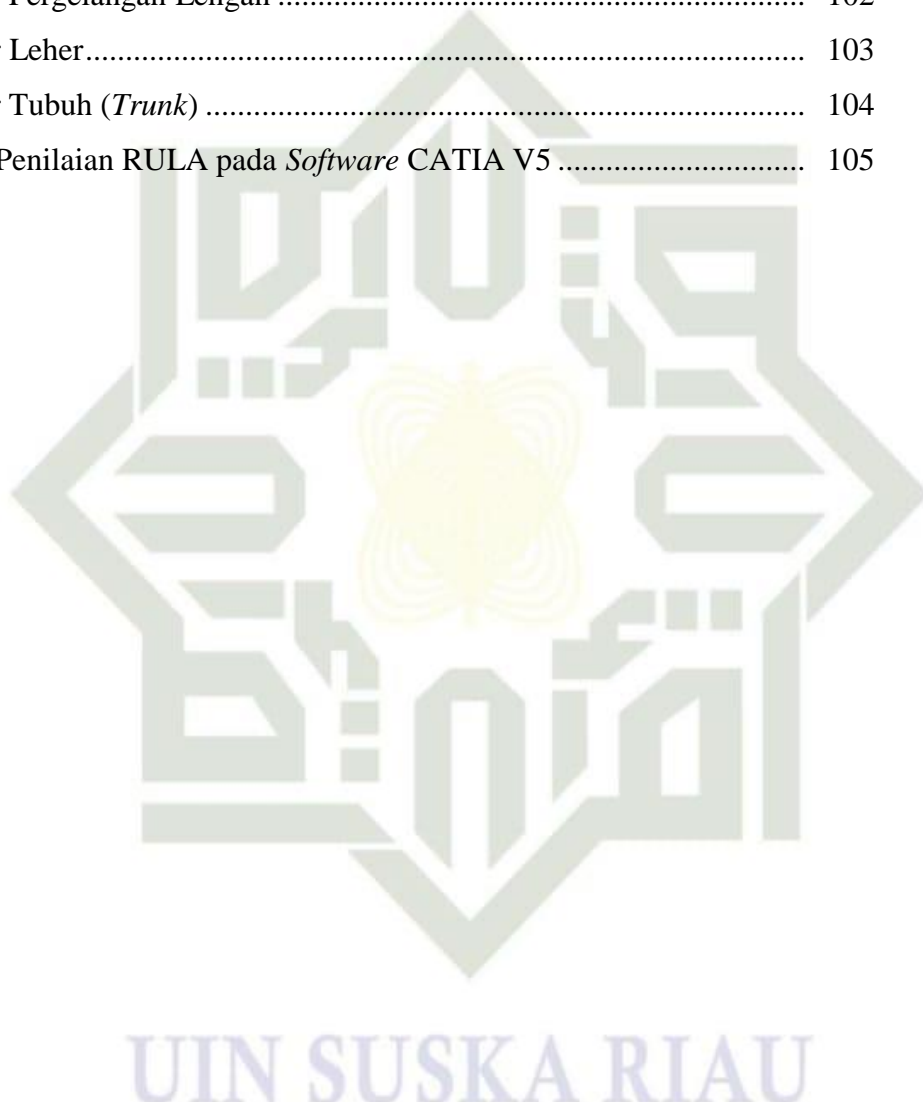 Pergelangan Lengan ........ 102
Leher ........ 103
Tubuh (Trunk) ........ 104
Penilaian RULA pada Software CATIA V5 ........ 105
UIN SUSKA RIAU